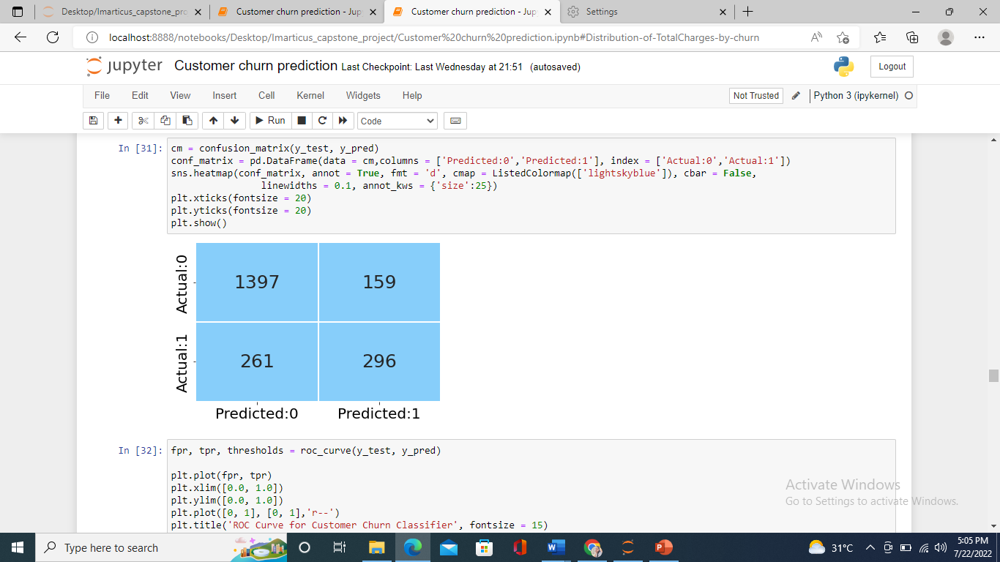 Desktop/Imarticus_capstone_pro
Customer churn prediction - Jup
Customer churn prediction - Jup
Settings
localhost:8888/notebooks/Desktop/Imarticus_capstone_project/Customer%20churn%20prediction.ipynb#Distribution-of-TotalCharges-by-churn
jupyter Customer churn prediction Last Checkpoint: Last Wednesday at 21:51 (autosaved)
Logout
File Edit View Insert Cell Kernel Widgets Help
Not Trusted
Python 3 (ipykernel)
Run
Code
In [31]:
cm = confusion_matrix(y_test, y_pred)
conf_matrix = pd.DataFrame(data = cm,columns = ['Predicted:0','Predicted:1'], index = ['Actual:0','Actual:1'])
sns.heatmap(conf_matrix, annot = True, fmt = 'd', cmap = ListedColormap(['lightskyblue']), cbar = False,
linewidths = 0.1, annot_kws = {'size':25})
plt.xticks(fontsize = 20)
plt.yticks(fontsize = 20)
plt.show()
Actual:0
1397 159
Actual:1
261 296
Predicted:0 Predicted:1
In [32]:
fpr, tpr, thresholds = roc_curve(y_test, y_pred)
plt.plot(fpr, tpr)
plt.xlim([0.0, 1.0])
plt.ylim([0.0, 1.0])
plt.plot([0, 1], [0, 1],'r--')
plt.title('ROC Curve for Customer Churn Classifier', fontsize = 15)
Activate Windows
Go to Settings to activate Windows.
Type here to search
31°C
5:05 PM
7/22/2022